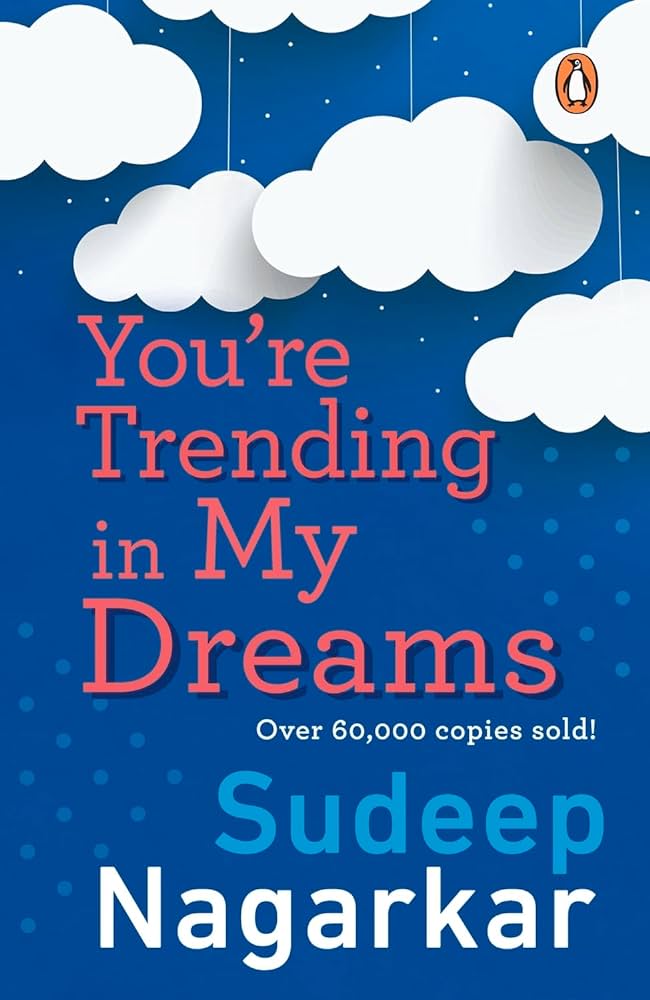 You're
Trending
in My
Dreams
Over 60,000 copies sold!
Sudeep
Nagarkar